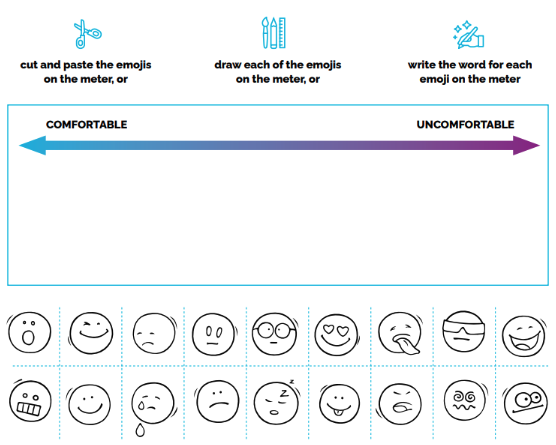 cut and paste the emojis
on the meter, or
draw each of the emojis
on the meter, or
write the word for each
emoji on the meter
COMFORTABLE
UNCOMFORTABLE
z
z
z